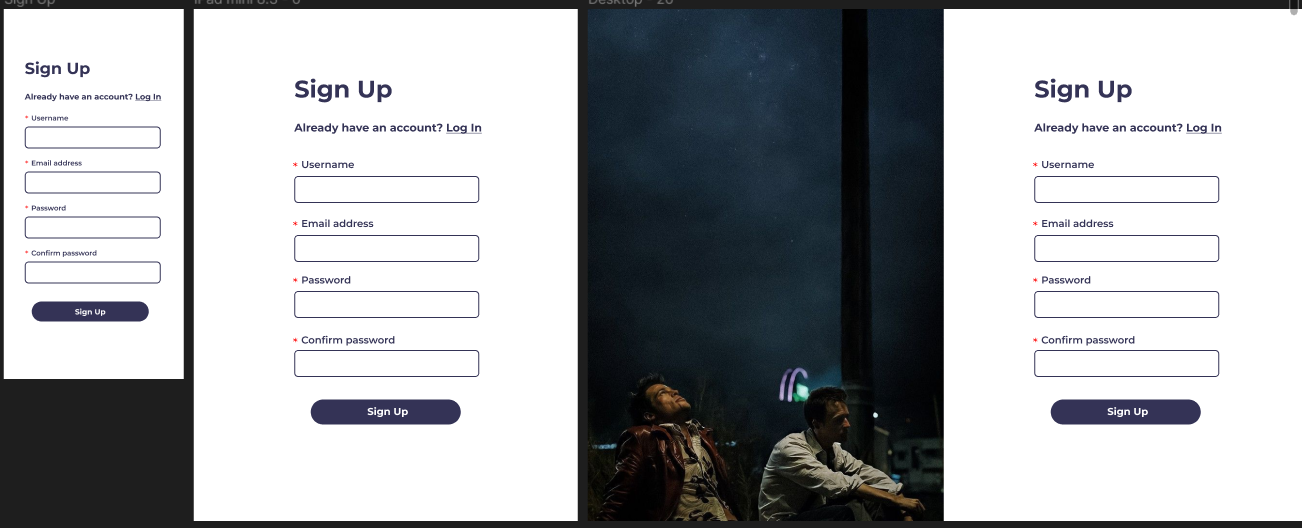 Sign Up
Sign Up
Already have an account? Log In
* Username
* Email address
* Password
* Confirm password
Sign Up
iPad mini 8.3 - 6
Sign Up
Already have an account? Log In
* Username
* Email address
* Password
* Confirm password
Sign Up
Desktop - 20
Sign Up
Already have an account? Log In
* Username
* Email address
* Password
* Confirm password
Sign Up